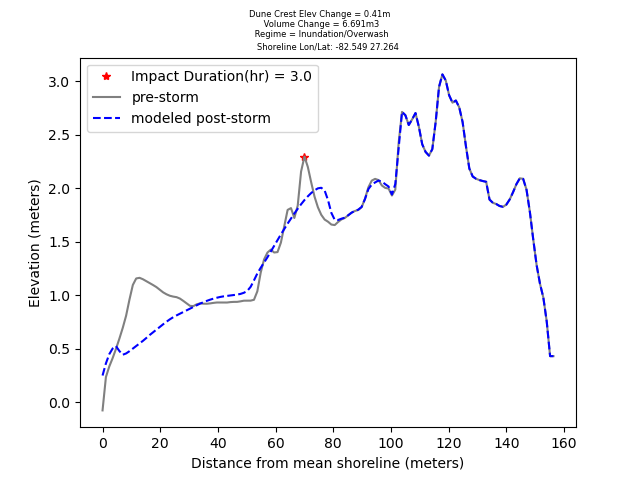 Dune Crest Elev Change = 0.41m
Volume Change = 6.691m3
Regime = Inundation/Overwash
Shoreline Lon/Lat: -82.549 27.264
Impact Duration(hr) = 3.0
pre-storm
modeled post-storm
Elevation (meters)
3.0
2.5
2.0
1.5
1.0
0.5
0.0
0 20 40 60 80 100 120 140 160
Distance from mean shoreline (meters)